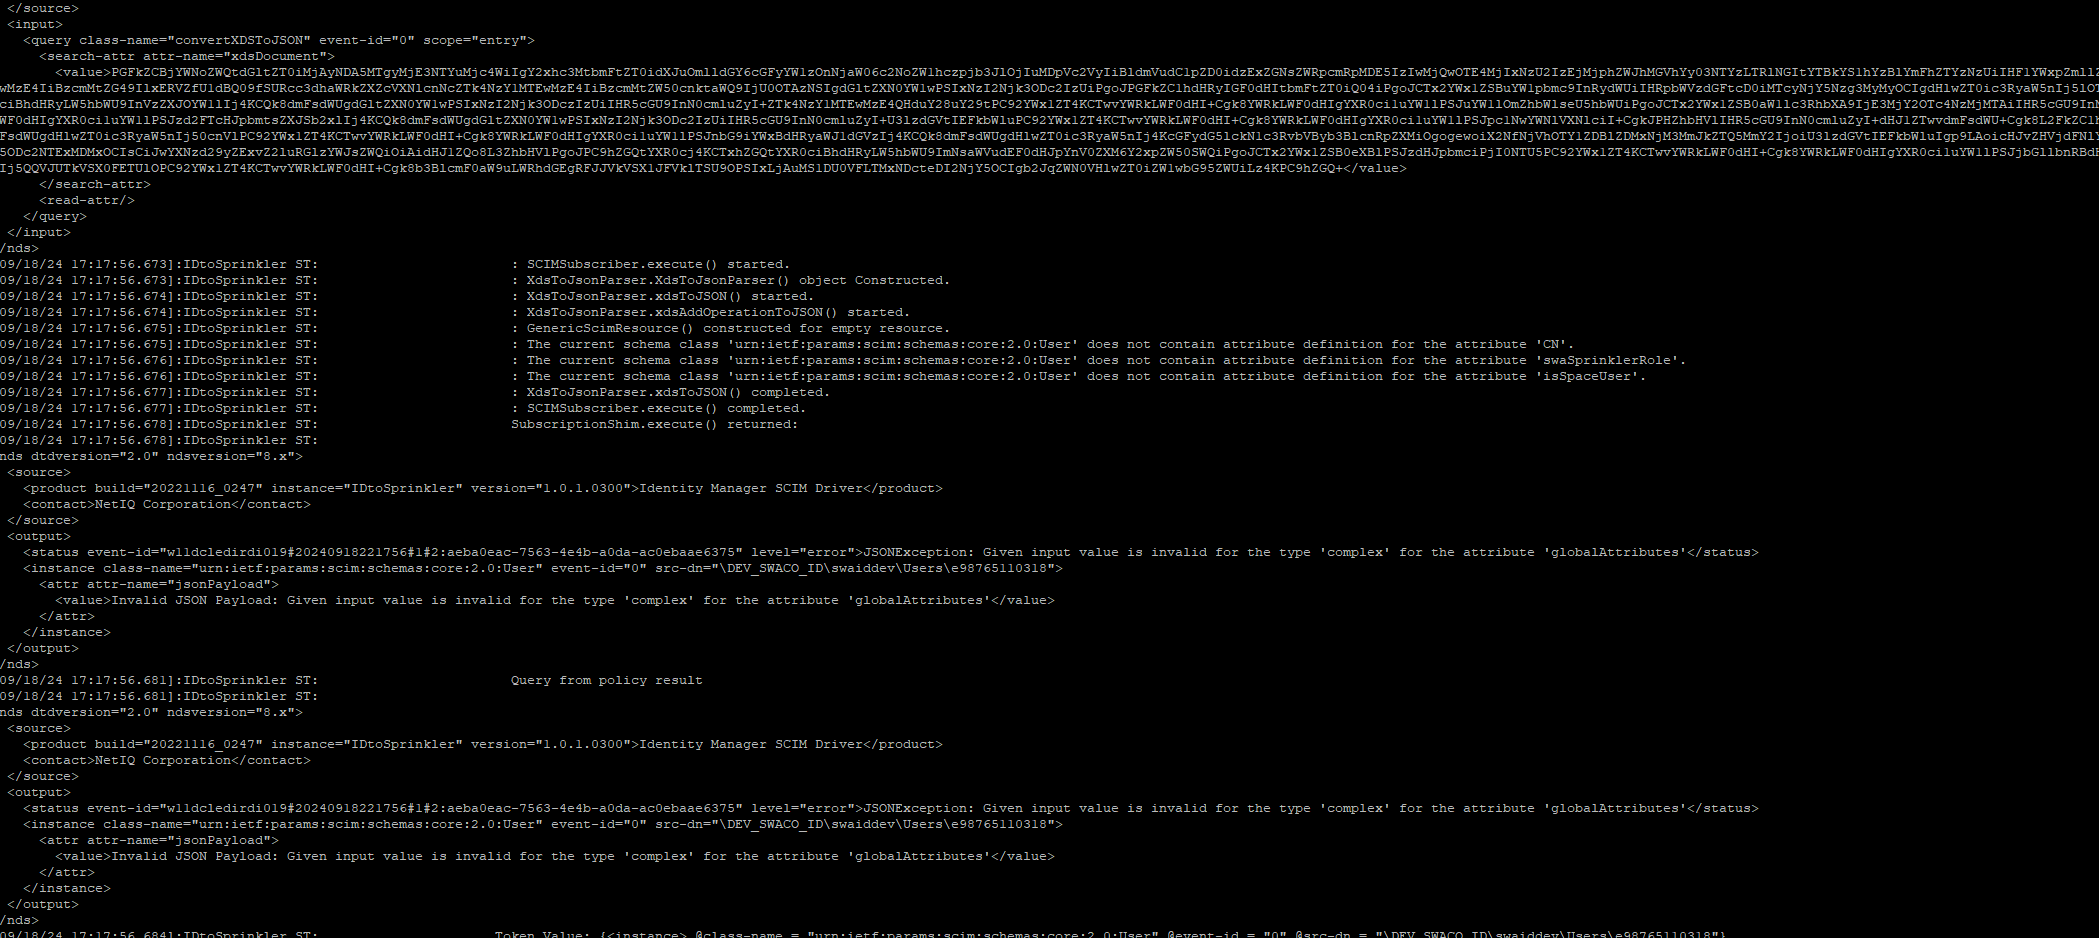 </source>
<input>
<query class-name="convertXDSToJSON" event-id="0" scope="entry">
<search-attr attr-name="xdsDocument">
</search-attr>
<read-attr/>
</query>
</input>
/nds>
09/18/24 17:17:56.673]:IDtoSprinkler ST: : SCIMSubscriber.execute() started.
09/18/24 17:17:56.673]:IDtoSprinkler ST: : XdsToJsonParser.XdsToJsonParser() object Constructed.
09/18/24 17:17:56.674]:IDtoSprinkler ST: : XdsToJsonParser.xdsToJSON() started.
09/18/24 17:17:56.674]:IDtoSprinkler ST: : XdsToJsonParser.xdsAddOperationToJSON() started.
09/18/24 17:17:56.675]:IDtoSprinkler ST: : GenericScimResource() constructed for empty resource.
09/18/24 17:17:56.675]:IDtoSprinkler ST: : The current schema class 'urn:ietf:params:scim:schemas:core:2.0:User' does not contain attribute definition for the attribute 'CN'.
09/18/24 17:17:56.676]:IDtoSprinkler ST: : The current schema class 'urn:ietf:params:scim:schemas:core:2.0:User' does not contain attribute definition for the attribute 'swaSprinklerRole'.
09/18/24 17:17:56.676]:IDtoSprinkler ST: : The current schema class 'urn:ietf:params:scim:schemas:core:2.0:User' does not contain attribute definition for the attribute 'isSpaceUser'.
09/18/24 17:17:56.677]:IDtoSprinkler ST: : XdsToJsonParser.xdsToJSON() completed.
09/18/24 17:17:56.677]:IDtoSprinkler ST: : SCIMSubscriber.execute() completed.
09/18/24 17:17:56.678]:IDtoSprinkler ST: SubscriptionShim.execute() returned:
09/18/24 17:17:56.678]:IDtoSprinkler ST:
nds dtdversion="2.0" ndsversion="8.x">
<source>
<product build="20221116_0247" instance="IDtoSprinkler" version="1.0.1.0300">Identity Manager SCIM Driver</product>
<contact>NetIQ Corporation</contact>
</source>
<output>
<status event-id="w11dcledirdi019#20240918221756#1#2:aeba0eac-7563-4e4b-a0da-ac0ebaae6375" level="error">JSONException: Given input value is invalid for the type 'complex' for the attribute 'globalAttributes'</status>
<instance class-name="urn:ietf:params:scim:schemas:core:2.0:User" event-id="0" src-dn="\DEV_SWACO_ID\swaiddev\Users\e98765110318">
<attr attr-name="jsonPayload">
<value>Invalid JSON Payload: Given input value is invalid for the type 'complex' for the attribute 'globalAttributes'</value>
</attr>
</instance>
</output>
/nds>
09/18/24 17:17:56.681]:IDtoSprinkler ST: Query from policy result
09/18/24 17:17:56.681]:IDtoSprinkler ST:
nds dtdversion="2.0" ndsversion="8.x">
<source>
<product build="20221116_0247" instance="IDtoSprinkler" version="1.0.1.0300">Identity Manager SCIM Driver</product>
<contact>NetIQ Corporation</contact>
</source>
<output>
<status event-id="w11dcledirdi019#20240918221756#1#2:aeba0eac-7563-4e4b-a0da-ac0ebaae6375" level="error">JSONException: Given input value is invalid for the type 'complex' for the attribute 'globalAttributes'</status>
<instance class-name="urn:ietf:params:scim:schemas:core:2.0:User" event-id="0" src-dn="\DEV_SWACO_ID\swaiddev\Users\e98765110318">
<attr attr-name="jsonPayload">
<value>Invalid JSON Payload: Given input value is invalid for the type 'complex' for the attribute 'globalAttributes'</value>
</attr>
</instance>
</output>
/nds>
09/18/24 17:17:56.684]:IDtoSprinkler ST: Token Value: {<instance> @class-name = "urn:ietf:params:scim:schemas:core:2.0:User" @event-id = "0" @src-dn = "\DEV_SWACO_ID\swaiddev\Users\e98765110318"}